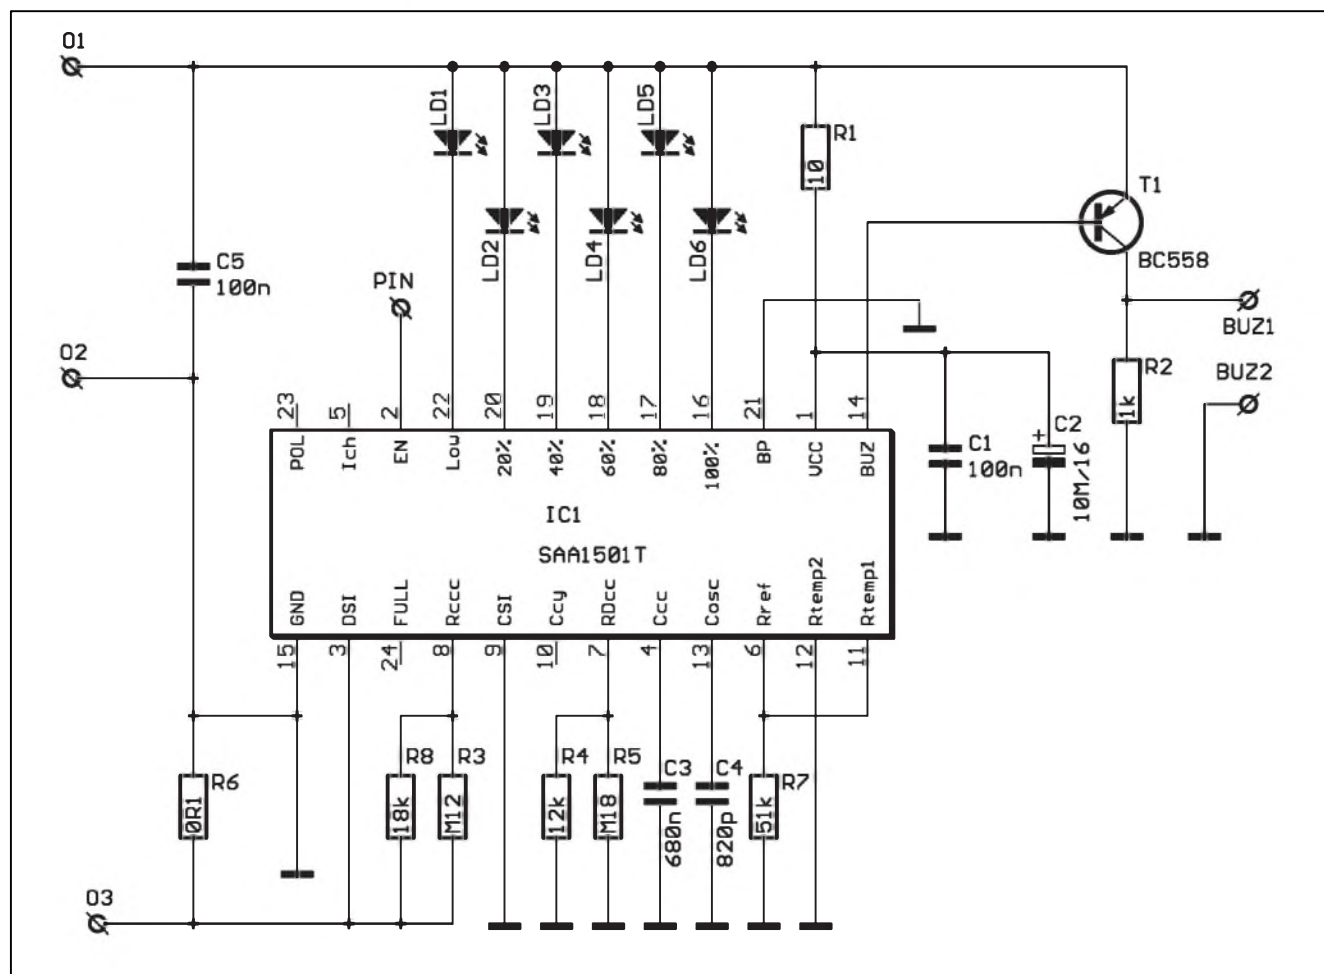 O1
LD1
LD3
LD5
R1
10
T1
LD2
LD4
LD6
BC558
C5
100n
PIN
BUZ1
O2
R2
1k
BUZ2
23
5
2
22
20
19
18
17
16
21
1
14
C2
+
10M/16
C1
100n
POL
Ich
EN
Low
20%
40%
60%
80%
100%
BP
VCC
BUZ
IC1
SAA1501T
GND
DSI
FULL
Rccc
CSI
Ccy
RDcc
Ccc
Cosc
Rref
Rtemp2
Rtemp1
15
3
24
8
9
10
7
4
13
6
12
11
R6
0R1
R8
18k
R3
M12
R4
12k
R5
M18
C3
680n
C4
820p
R7
51k
O3